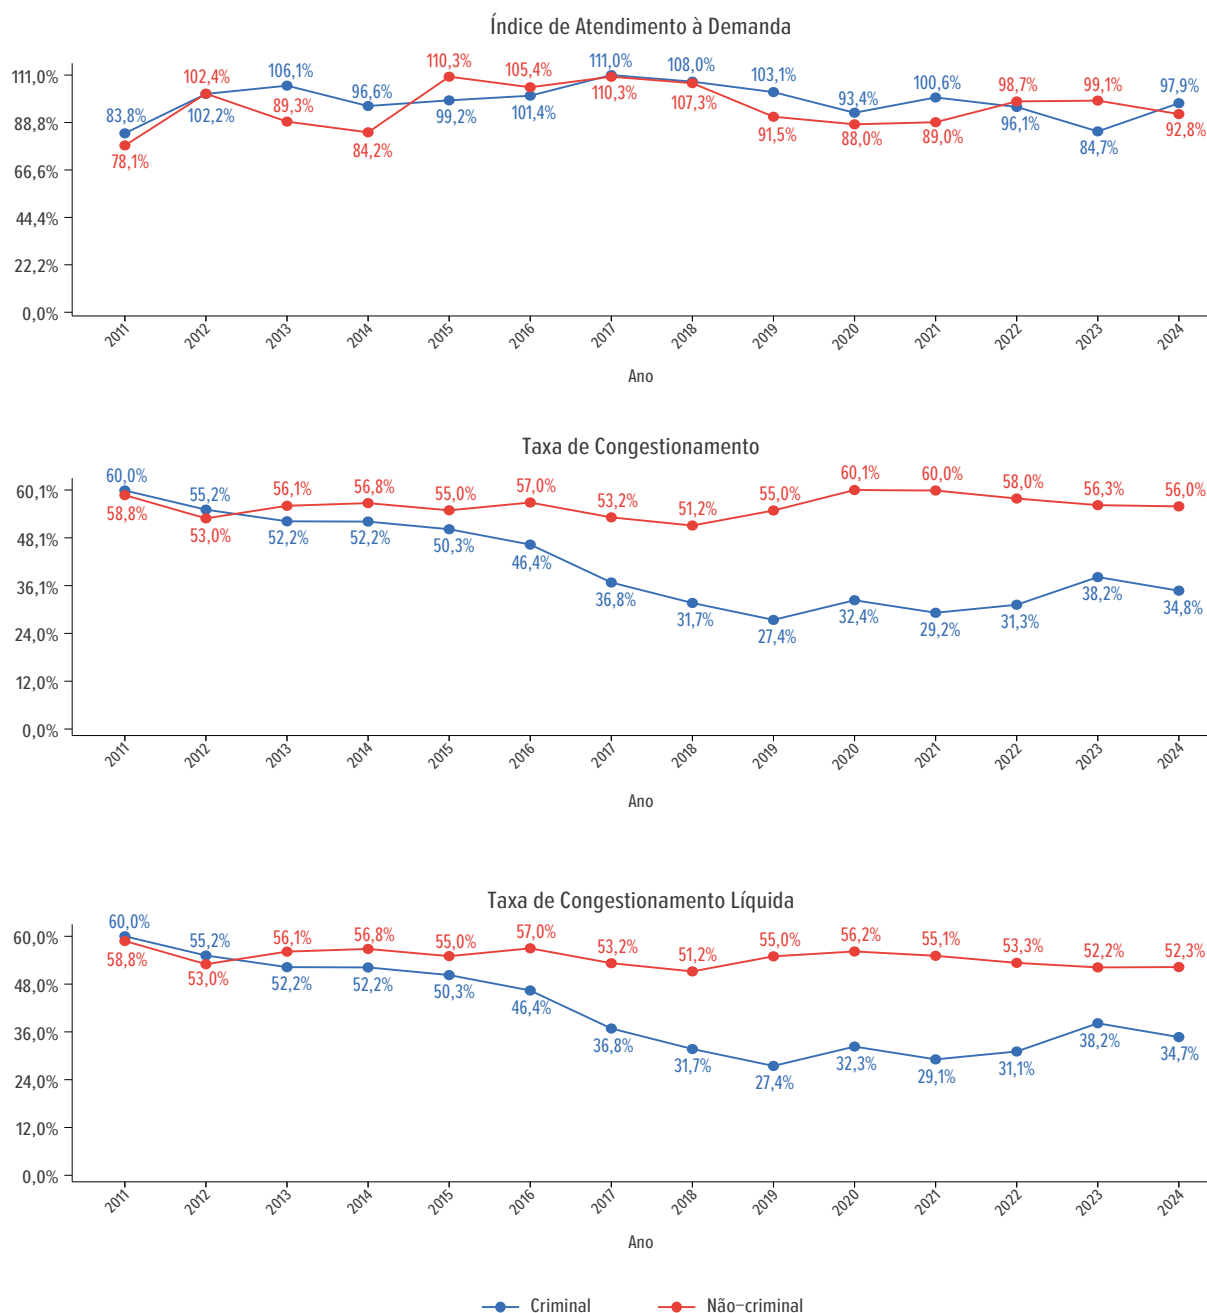 Índice de Atendimento à Demanda
111,0%
88,8%
66,6%
44,4%
22,2%
0,0%
83,8% 102,2% 106,1% 96,6% 99,2% 101,4% 111,0% 108,0% 103,1% 93,4% 100,6% 96,1% 84,7% 97,9%
78,1% 102,4% 89,3% 84,2% 110,3% 105,4% 110,3% 107,3% 91,5% 88,0% 89,0% 98,7% 99,1% 92,8%
2011 2012 2013 2014 2015 2016 2017 2018 2019 2020 2021 2022 2023 2024
Ano
Taxa de Congestionamento
60,1%
48,1%
36,1%
24,0%
12,0%
0,0%
60,0% 55,2% 52,2% 52,2% 50,3% 46,4% 36,8% 31,7% 27,4% 32,4% 29,2% 31,3% 38,2% 34,8%
58,8% 53,0% 56,1% 56,8% 55,0% 57,0% 53,2% 51,2% 55,0% 60,1% 60,0% 58,0% 56,3% 56,0%
2011 2012 2013 2014 2015 2016 2017 2018 2019 2020 2021 2022 2023 2024
Ano
Taxa de Congestionamento Líquida
60,0%
48,0%
36,0%
24,0%
12,0%
0,0%
60,0% 55,2% 52,2% 52,2% 50,3% 46,4% 36,8% 31,7% 27,4% 32,3% 29,1% 31,1% 38,2% 34,7%
58,8% 53,0% 56,1% 56,8% 55,0% 57,0% 53,2% 51,2% 55,0% 56,2% 55,1% 53,3% 52,2% 52,3%
2011 2012 2013 2014 2015 2016 2017 2018 2019 2020 2021 2022 2023 2024
Ano
Criminal Não-criminal